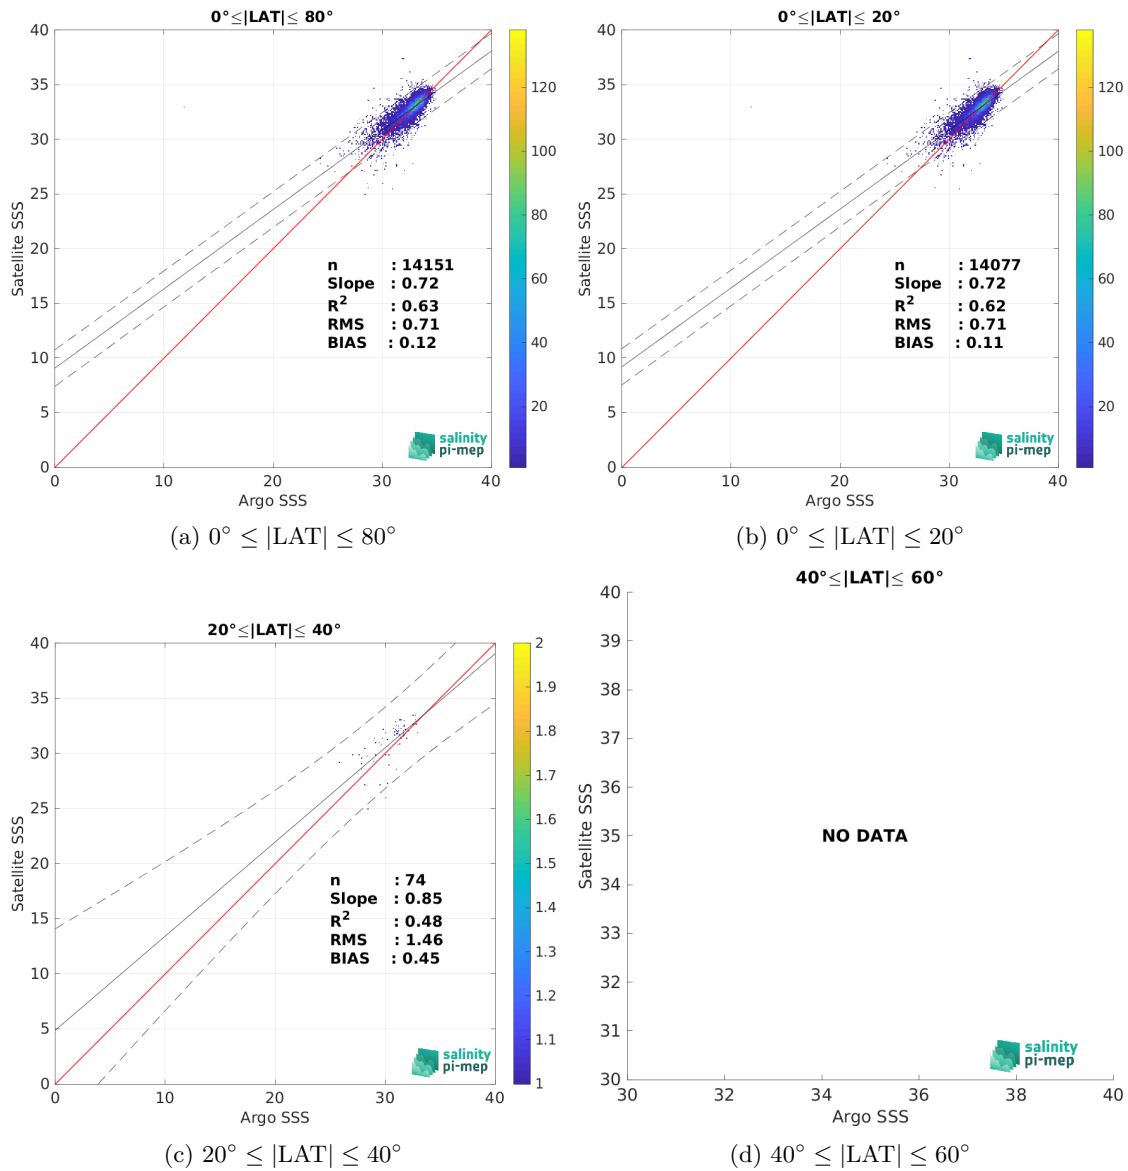 0°≤|LAT|≤ 80°
40
35
30
25
20
15
10
5
0
0
10
20
30
40
Satellite SSS
Argo SSS
120
100
80
60
40
20
n : 14151
Slope : 0.72
R2 : 0.63
RMS : 0.71
BIAS : 0.12
salinity
pi-mep
(a) 0° ≤ |LAT| ≤ 80°
0°≤|LAT|≤ 20°
40
35
30
25
20
15
10
5
0
0
10
20
30
40
Satellite SSS
Argo SSS
120
100
80
60
40
20
n : 14077
Slope : 0.72
R2 : 0.62
RMS : 0.71
BIAS : 0.11
salinity
pi-mep
(b) 0° ≤ |LAT| ≤ 20°
20°≤|LAT|≤ 40°
40
35
30
25
20
15
10
5
0
0
10
20
30
40
Satellite SSS
Argo SSS
2
1.9
1.8
1.7
1.6
1.5
1.4
1.3
1.2
1.1
1
n : 74
Slope : 0.85
R2 : 0.48
RMS : 1.46
BIAS : 0.45
salinity
pi-mep
(c) 20° ≤ |LAT| ≤ 40°
40°≤|LAT|≤ 60°
40
39
38
37
36
35
34
33
32
31
30
30
32
34
36
38
40
Satellite SSS
Argo SSS
NO DATA
salinity
pi-mep
(d) 40° ≤ |LAT| ≤ 60°